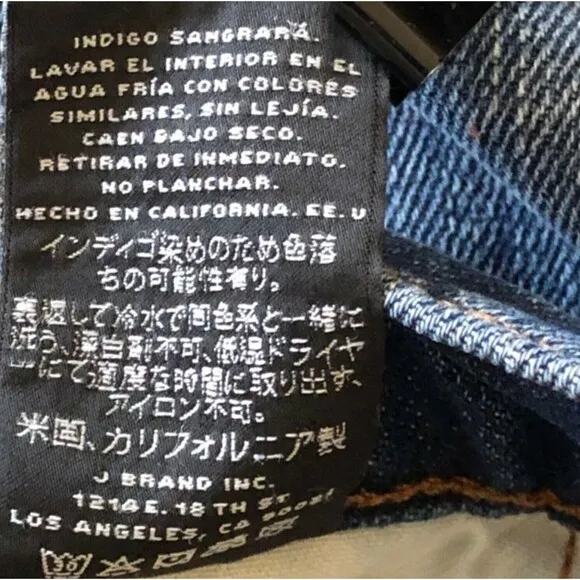 INDIGO SANGRARÁ.
LAVAR EL INTERIOR EN EL
AGUA FRÍA CON COLORES
SIMILARES, SIN LEJÍA.
CAEN BAJO SECO.
RETIRAR DE INMEDIATO.
NO PLANCHAR.
HECHO EN CALIFORNIA. EE.U
インディゴ染めのため色落
ちの可能性有り。
裏返して冷水で同色系と一緒に
洗う、漂白剤不可、低温ドライヤ
にて適度な時間に取り出す、
アイロン不可。
米国、カリフォルニア製
J BRAND INC.
1214 E. 18 TH ST
LOS ANGELES, CA 90021
30